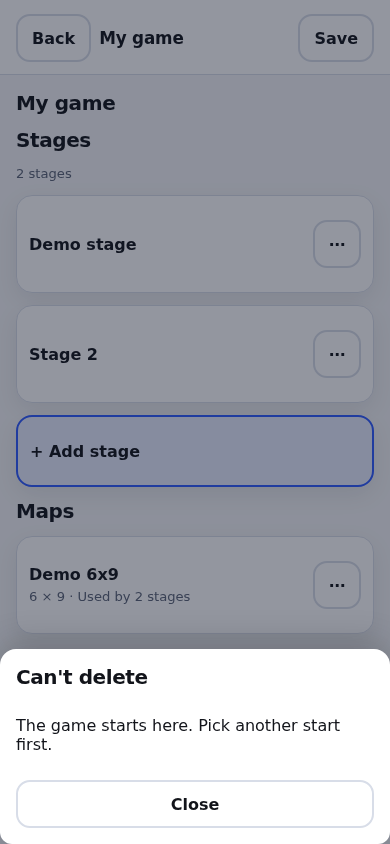 Back
My game
Save
My game
Stages
2 stages
Demo stage
...
Stage 2
...
+ Add stage
Maps
Demo 6x9
6 × 9 · Used by 2 stages
...
Can't delete
The game starts here. Pick another start
first.
Close